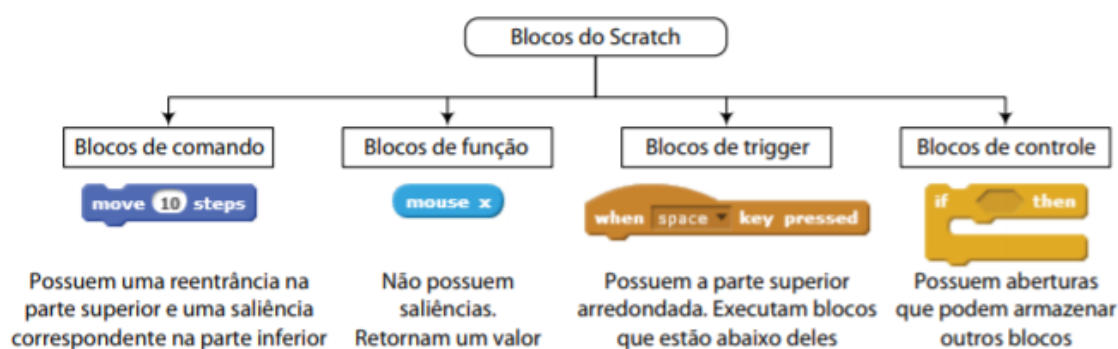 Blocos do Scratch
Blocos de comando
move 10 steps
Possuem uma reentrância na
parte superior e uma saliência
correspondente na parte inferior
Blocos de função
mouse x
Não possuem
saliências.
Retornam um valor
Blocos de trigger
when space key pressed
Possuem a parte superior
arredondada. Executam blocos
que estão abaixo deles
Blocos de controle
if then
Possuem aberturas
que podem armazenar
outros blocos